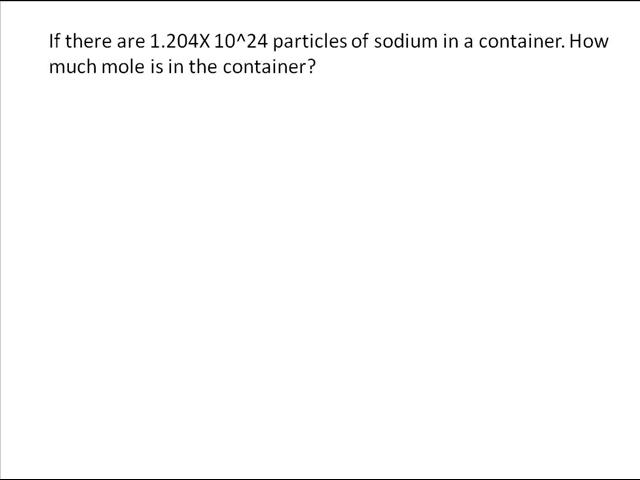 If there are 1.204X 10^24 particles of sodium in a container. How
much mole is in the container?